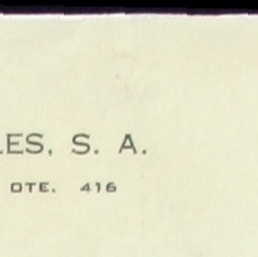 LES, S. A.
OTE. 416